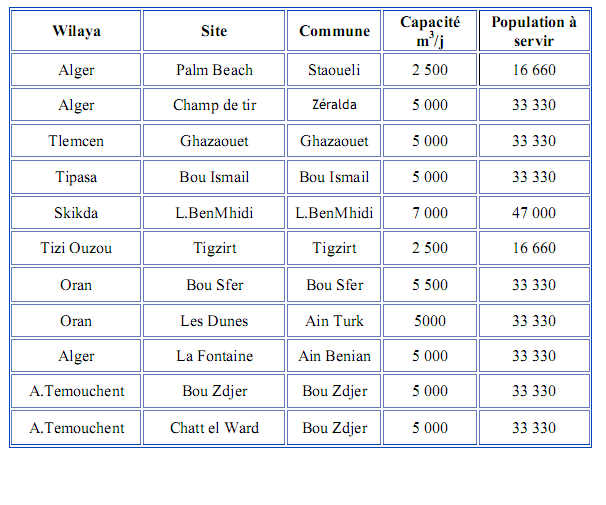 Wilaya Site Commune Capacité m³/j Population à servir
Alger Palm Beach Staoueli 2 500 16 660
Alger Champ de tir Zéralda 5 000 33 330
Tlemcen Ghazaouet Ghazaouet 5 000 33 330
Tipasa Bou Ismail Bou Ismail 5 000 33 330
Skikda L.BenMhidi L.BenMhidi 7 000 47 000
Tizi Ouzou Tigzirt Tigzirt 2 500 16 660
Oran Bou Sfer Bou Sfer 5 500 33 330
Oran Les Dunes Ain Turk 5000 33 330
Alger La Fontaine Ain Benian 5 000 33 330
A.Temouchent Bou Zdjer Bou Zdjer 5 000 33 330
A.Temouchent Chatt el Ward Bou Zdjer 5 000 33 330